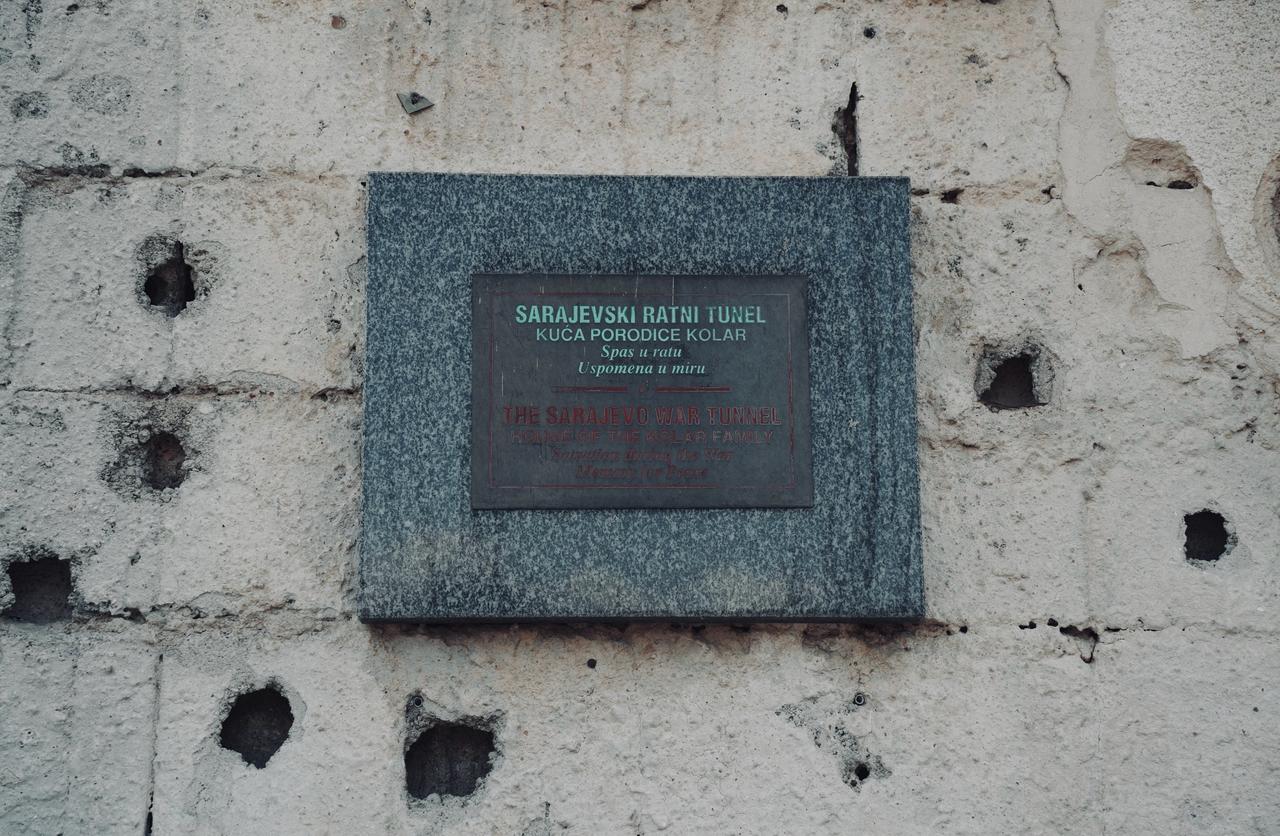 SARAJEVSKI RATNI TUNEL
KUĆA PORODICE KOLAR
Spas u ratu
Uspomena u miru
THE SARAJEVO WAR TUNNEL
HOUSE OF THE KOLAR FAMILY
Salvation during the War
Memory for Peace